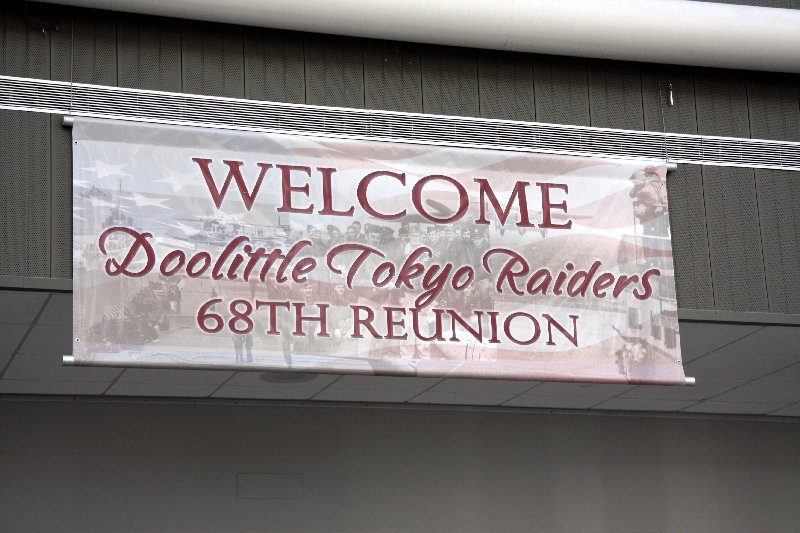 WELCOME
Doolittle Tokyo Raiders
68TH REUNION